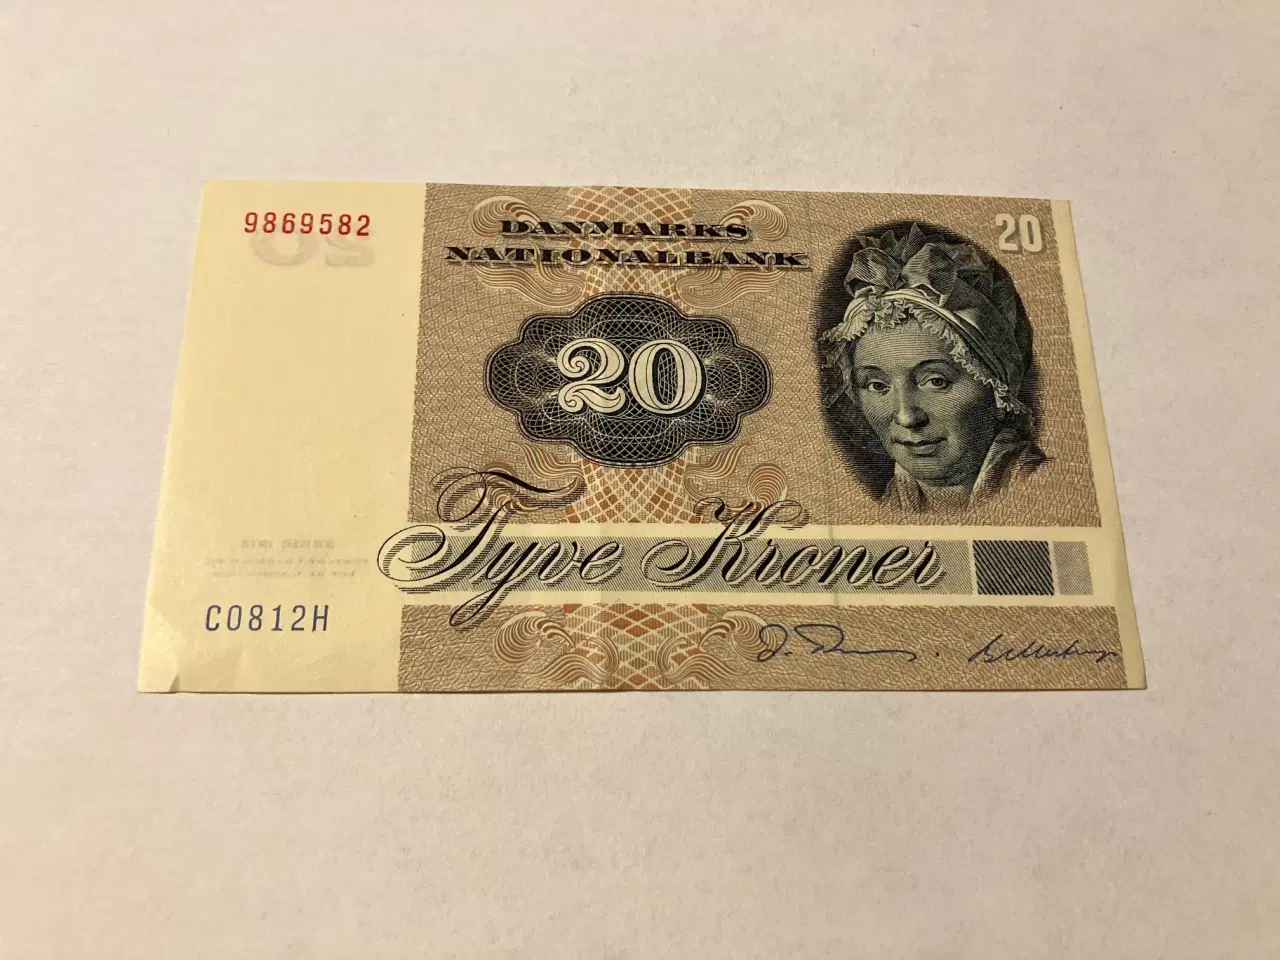 9869582
DANMARKS
NATIONALBANK
20
20
Tyve Kroner
C0812H